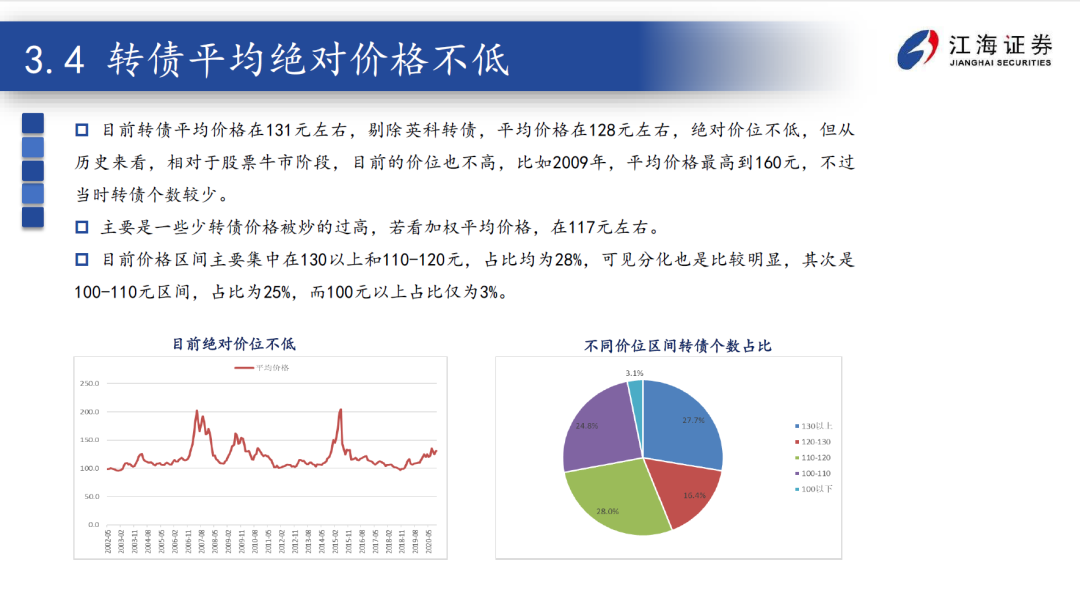 3.4 转债平均绝对价格不低
江海证券
JIANGHAI SECURITIES
目前转债平均价格在131元左右，剔除英科转债，平均价格在128元左右，绝对价位不低，但从
历史来看，相对于股票牛市阶段，目前的价位也不高，比如2009年，平均价格最高到160元，不过
当时转债个数较少。
主要是一些少转债价格被炒的过高，若看加权平均价格，在117元左右。
目前价格区间主要集中在130以上和110-120元，占比均为28%，可见分化也是比较明显，其次是
100-110元区间，占比为25%，而100元以上占比仅为3%。
目前绝对价位不低
平均价格
250.0
200.0
150.0
100.0
50.0
0.0
2002-05
2003-02
2003-11
2004-08
2005-05
2006-02
2006-11
2007-08
2008-05
2009-02
2009-11
2010-08
2011-05
2012-02
2012-11
2013-08
2014-05
2015-02
2015-11
2016-08
2017-05
2018-02
2018-11
2019-08
2020-05
不同价位区间转债个数占比
3.1%
27.7%
24.8%
16.4%
28.0%
130以上
120-130
110-120
100-110
100以下